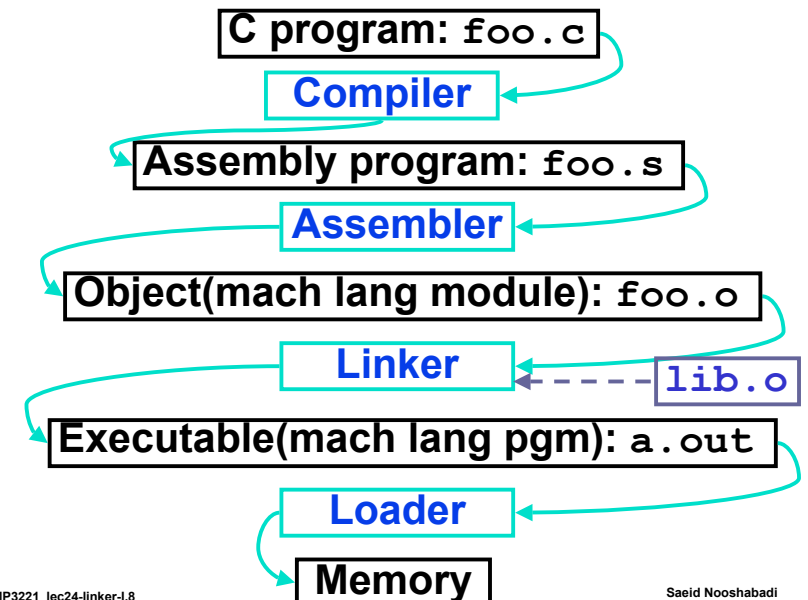 C program: foo.c
Compiler
Assembly program: foo.s
Assembler
Object(mach lang module): foo.o
Linker
lib.o
Executable(mach lang pgm): a.out
Loader
Memory
IP3221 lec24-linker-I.8
Saeid Nooshabadi